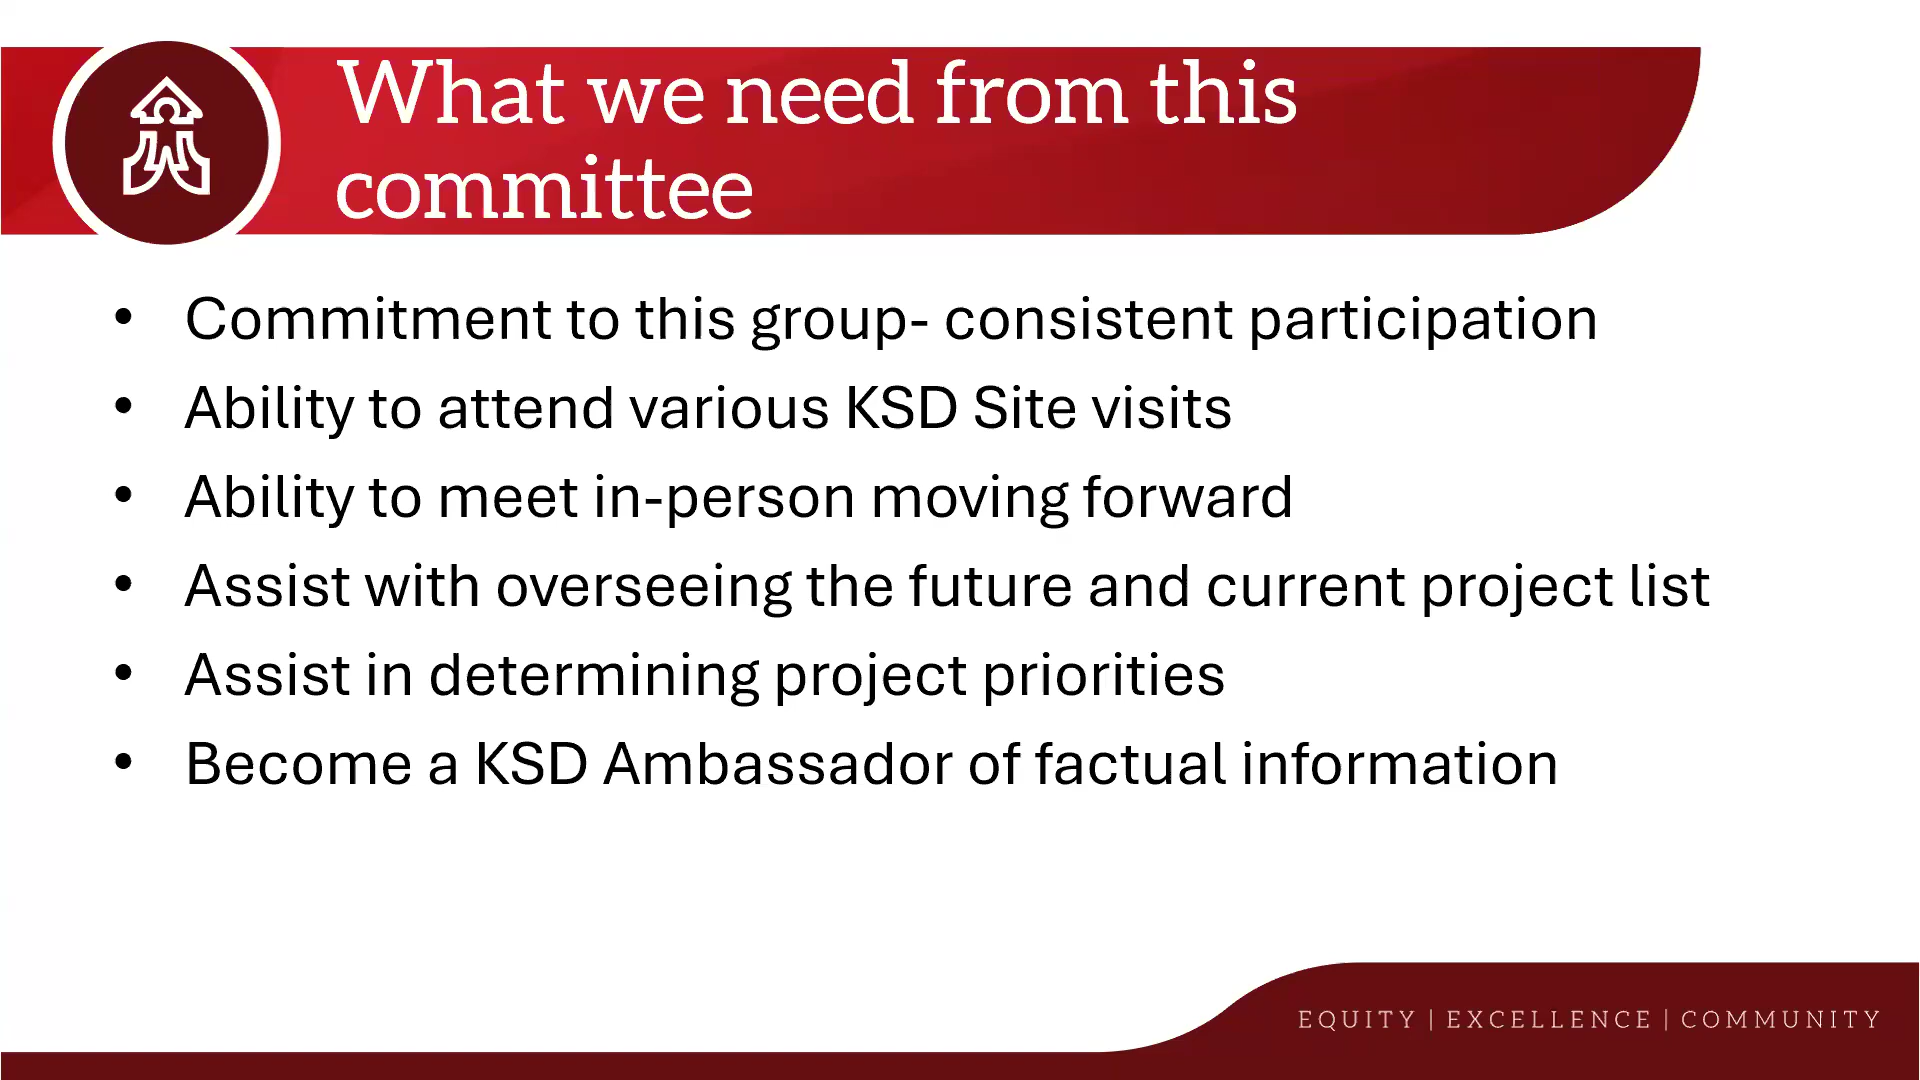 What we need from this
committee
• Commitment to this group- consistent participation
• Ability to attend various KSD Site visits
• Ability to meet in-person moving forward
• Assist with overseeing the future and current project list
• Assist in determining project priorities
• Become a KSD Ambassador of factual information
EQUITY | EXCELLENCE | COMMUNITY